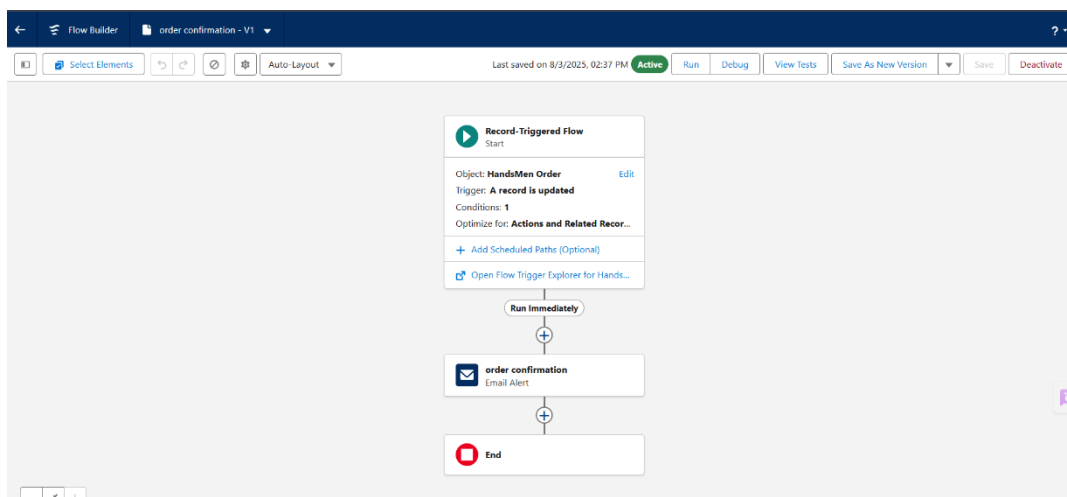 Flow Builder order confirmation - V1 ?
Select Elements Auto-Layout Last saved on 8/3/2025, 02:37 PM Active Run Debug View Tests Save As New Version Save Deactivate
Record-Triggered Flow
Start
Object: HandsMen Order Edit
Trigger: A record is updated
Conditions: 1
Optimize for: Actions and Related Recor...
+ Add Scheduled Paths (Optional)
Open Flow Trigger Explorer for Hands...
Run Immediately
order confirmation
Email Alert
End